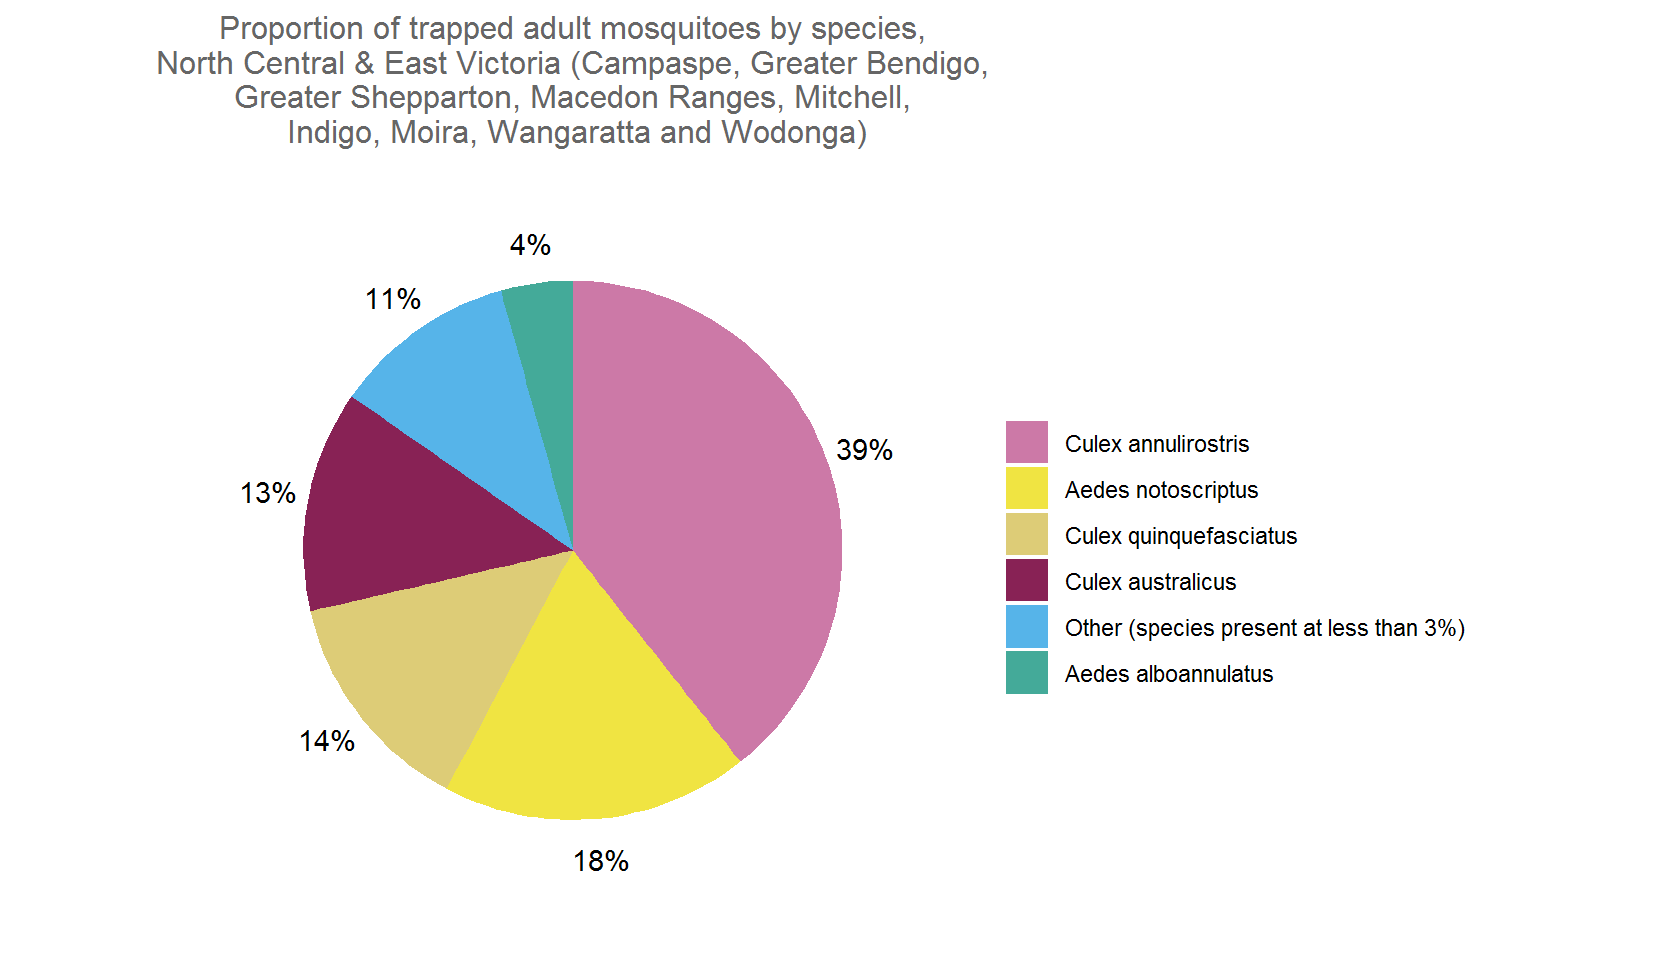 Proportion of trapped adult mosquitoes by species,
North Central & East Victoria (Campaspe, Greater Bendigo,
Greater Shepparton, Macedon Ranges, Mitchell,
Indigo, Moira, Wangaratta and Wodonga)
4%
11%
39%
13%
14%
18%
Culex annulirostris
Aedes notoscriptus
Culex quinquefasciatus
Culex australicus
Other (species present at less than 3%)
Aedes alboannulatus